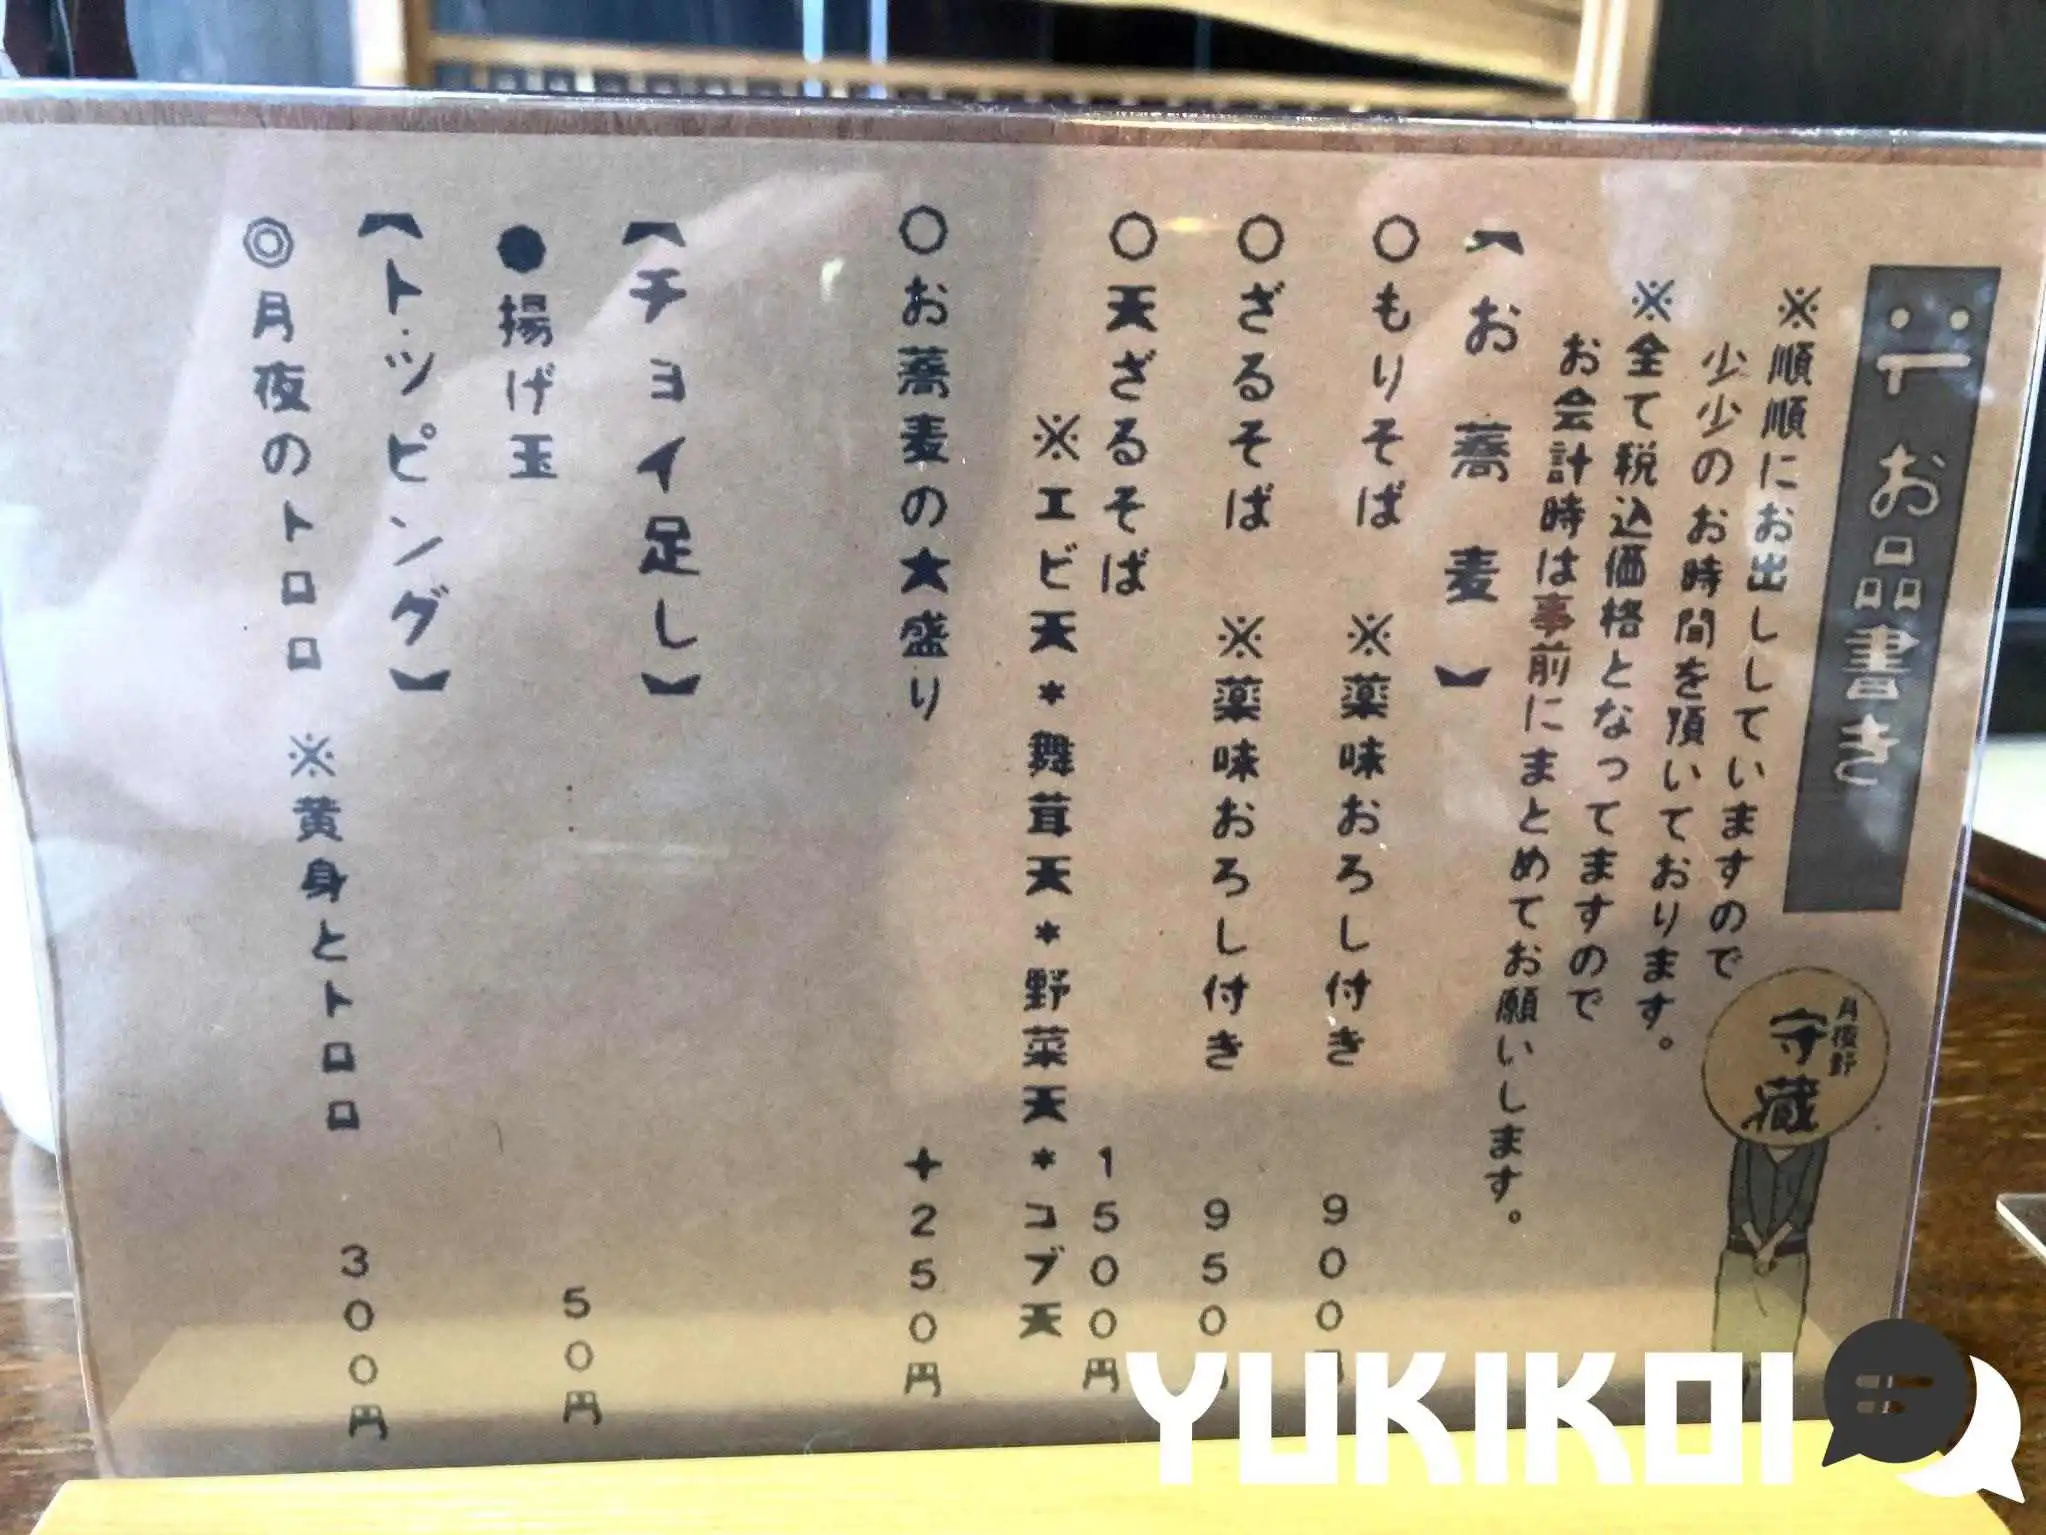 お品書き
※順順にお出ししていますので
少少のお時間を頂いております。
※全て税込価格となってますので
お会計時は事前にまとめてお願いします。
月夜野
守蔵
【お蕎麦】
○もりそば ※薬味おろし付き 900円
○ざるそば ※薬味おろし付き 950円
○天ざるそば 1500円
※エビ天*舞茸天*野菜天*コブ天
○お蕎麦の大盛り +250円
【チョイ足し】
●揚げ玉 50円
【トッピング】
◎月夜のトロロ ※黄身とトロロ 300円
YUKIKOI